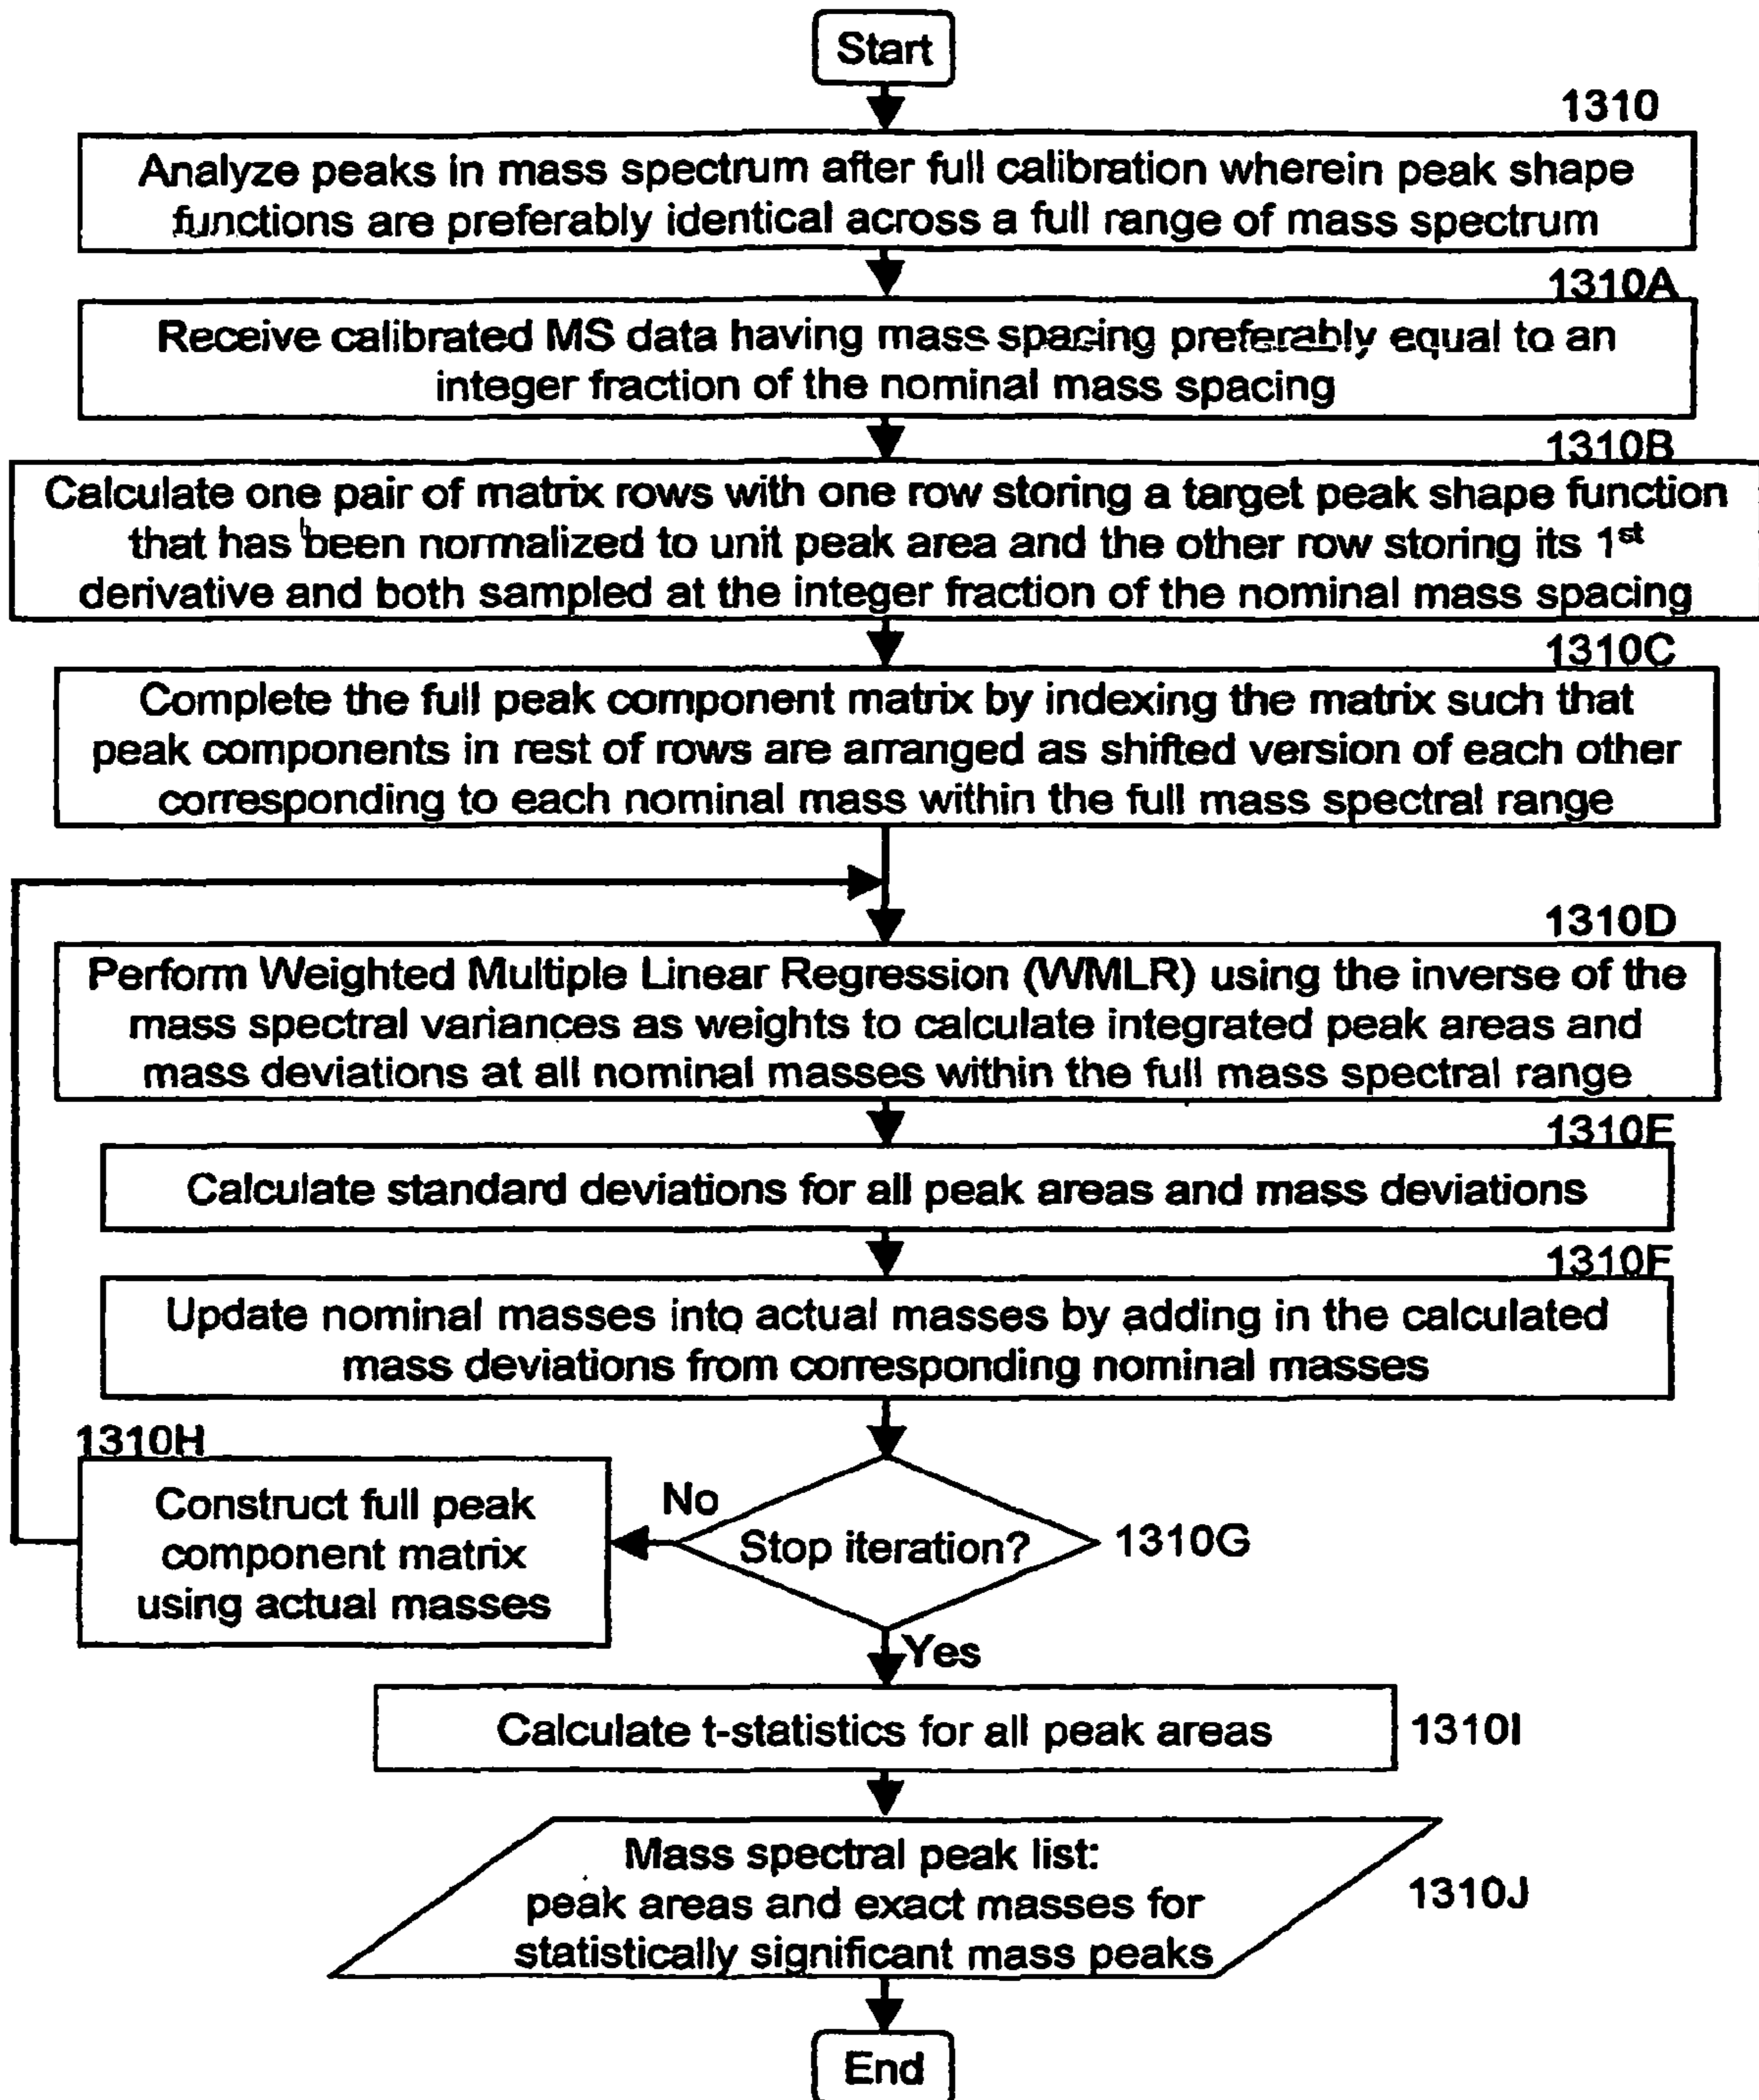 Start
1310
Analyze peaks in mass spectrum after full calibration wherein peak shape
functions are preferably identical across a full range of mass spectrum
1310A
Receive calibrated MS data having mass spacing preferably equal to an
integer fraction of the nominal mass spacing
1310B
Calculate one pair of matrix rows with one row storing a target peak shape function
that has been normalized to unit peak area and the other row storing its 1st
derivative and both sampled at the integer fraction of the nominal mass spacing
1310C
Complete the full peak component matrix by indexing the matrix such that
peak components in rest of rows are arranged as shifted version of each other
corresponding to each nominal mass within the full mass spectral range
1310D
Perform Weighted Multiple Linear Regression (WMLR) using the inverse of the
mass spectral variances as weights to calculate integrated peak areas and
mass deviations at all nominal masses within the full mass spectral range
1310E
Calculate standard deviations for all peak areas and mass deviations
1310F
Update nominal masses into actual masses by adding in the calculated
mass deviations from corresponding nominal masses
1310H
Construct full peak
component matrix
using actual masses
No
Stop iteration?
1310G
Yes
Calculate t-statistics for all peak areas
1310I
Mass spectral peak list:
peak areas and exact masses for
statistically significant mass peaks
1310J
End